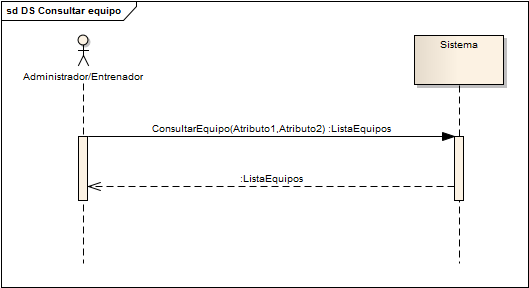 sd DS Consultar equipo
Administrador/Entrenador
Sistema
ConsultarEquipo(Atributo1,Atributo2) :ListaEquipos
:ListaEquipos